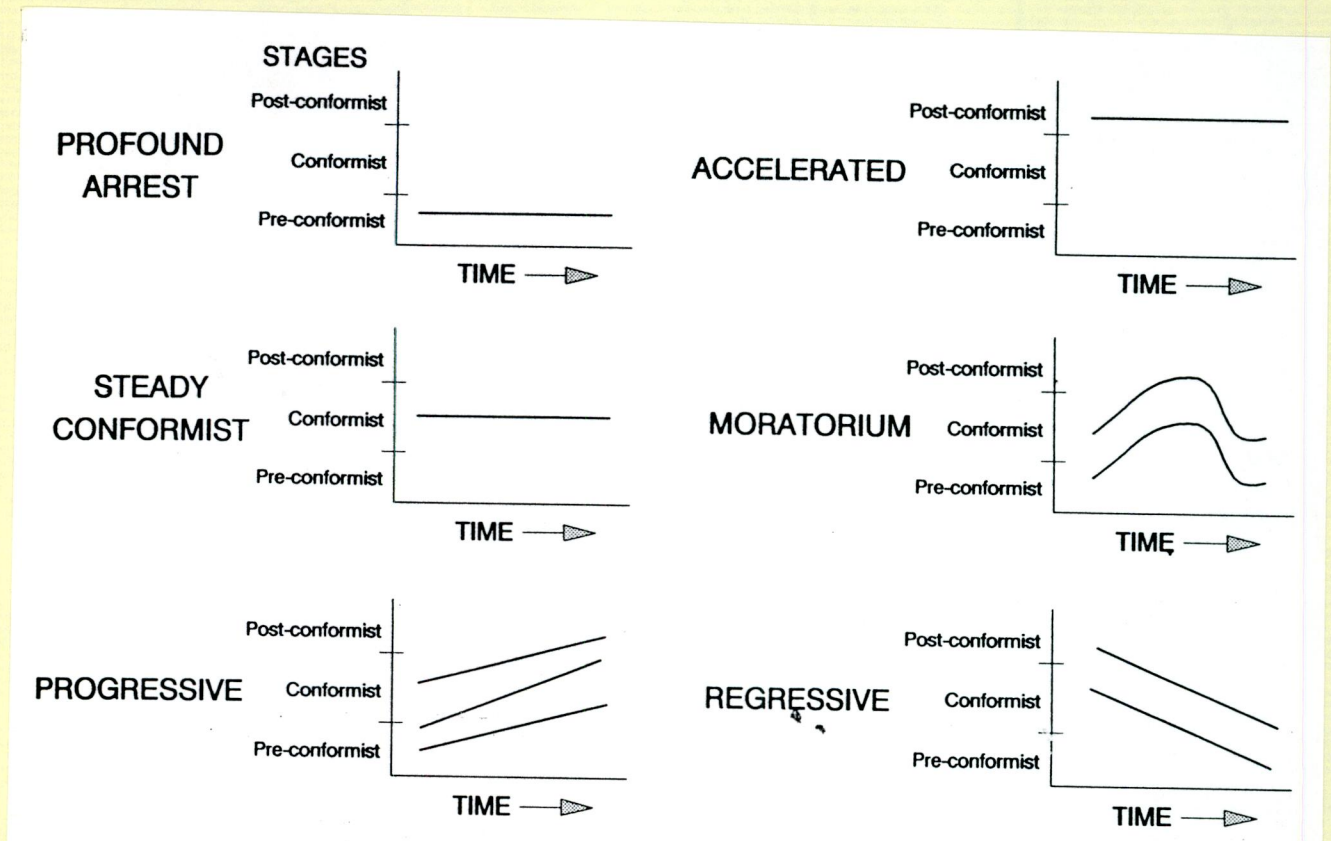 STAGES
Post-conformist
PROFOUND
ARREST
Conformist
Pre-conformist
TIME
Post-conformist
ACCELERATED
Conformist
Pre-conformist
TIME
Post-conformist
STEADY
CONFORMIST
Conformist
Pre-conformist
TIME
Post-conformist
MORATORIUM
Conformist
Pre-conformist
TIME
Post-conformist
PROGRESSIVE
Conformist
Pre-conformist
TIME
Post-conformist
REGRESSIVE
Conformist
Pre-conformist
TIME